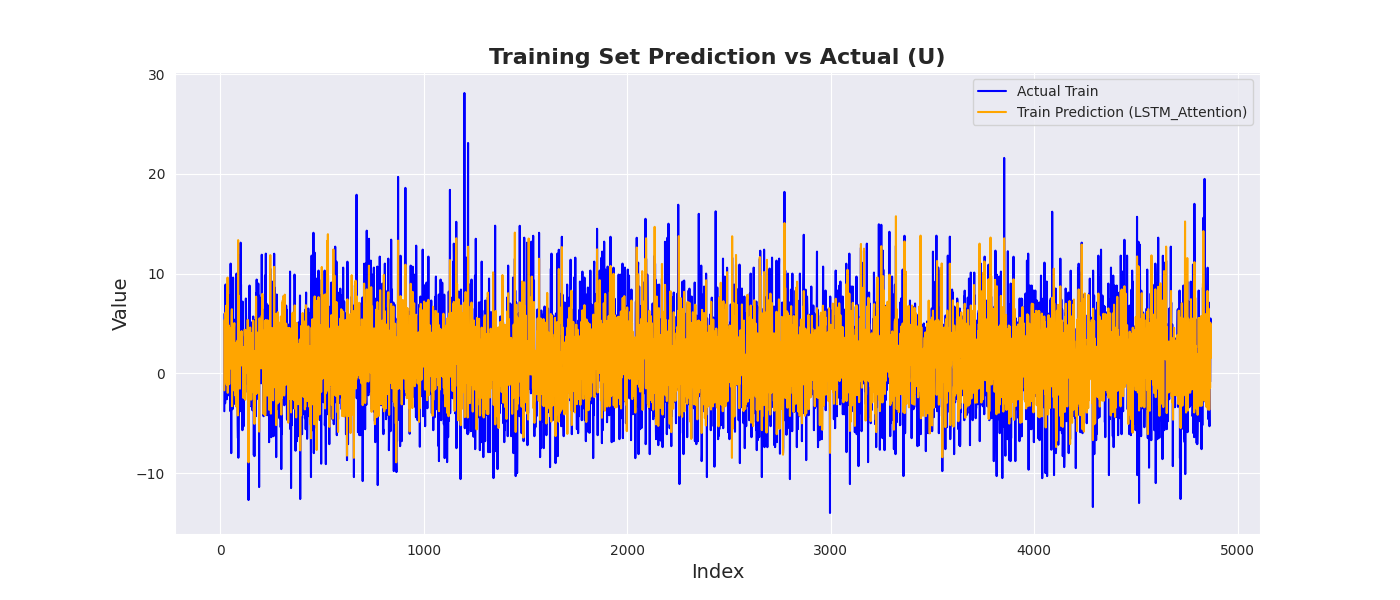 Training Set Prediction vs Actual (U)
Actual Train
Train Prediction (LSTM_Attention)
Value
30
20
10
0
−10
0 1000 2000 3000 4000 5000
Index